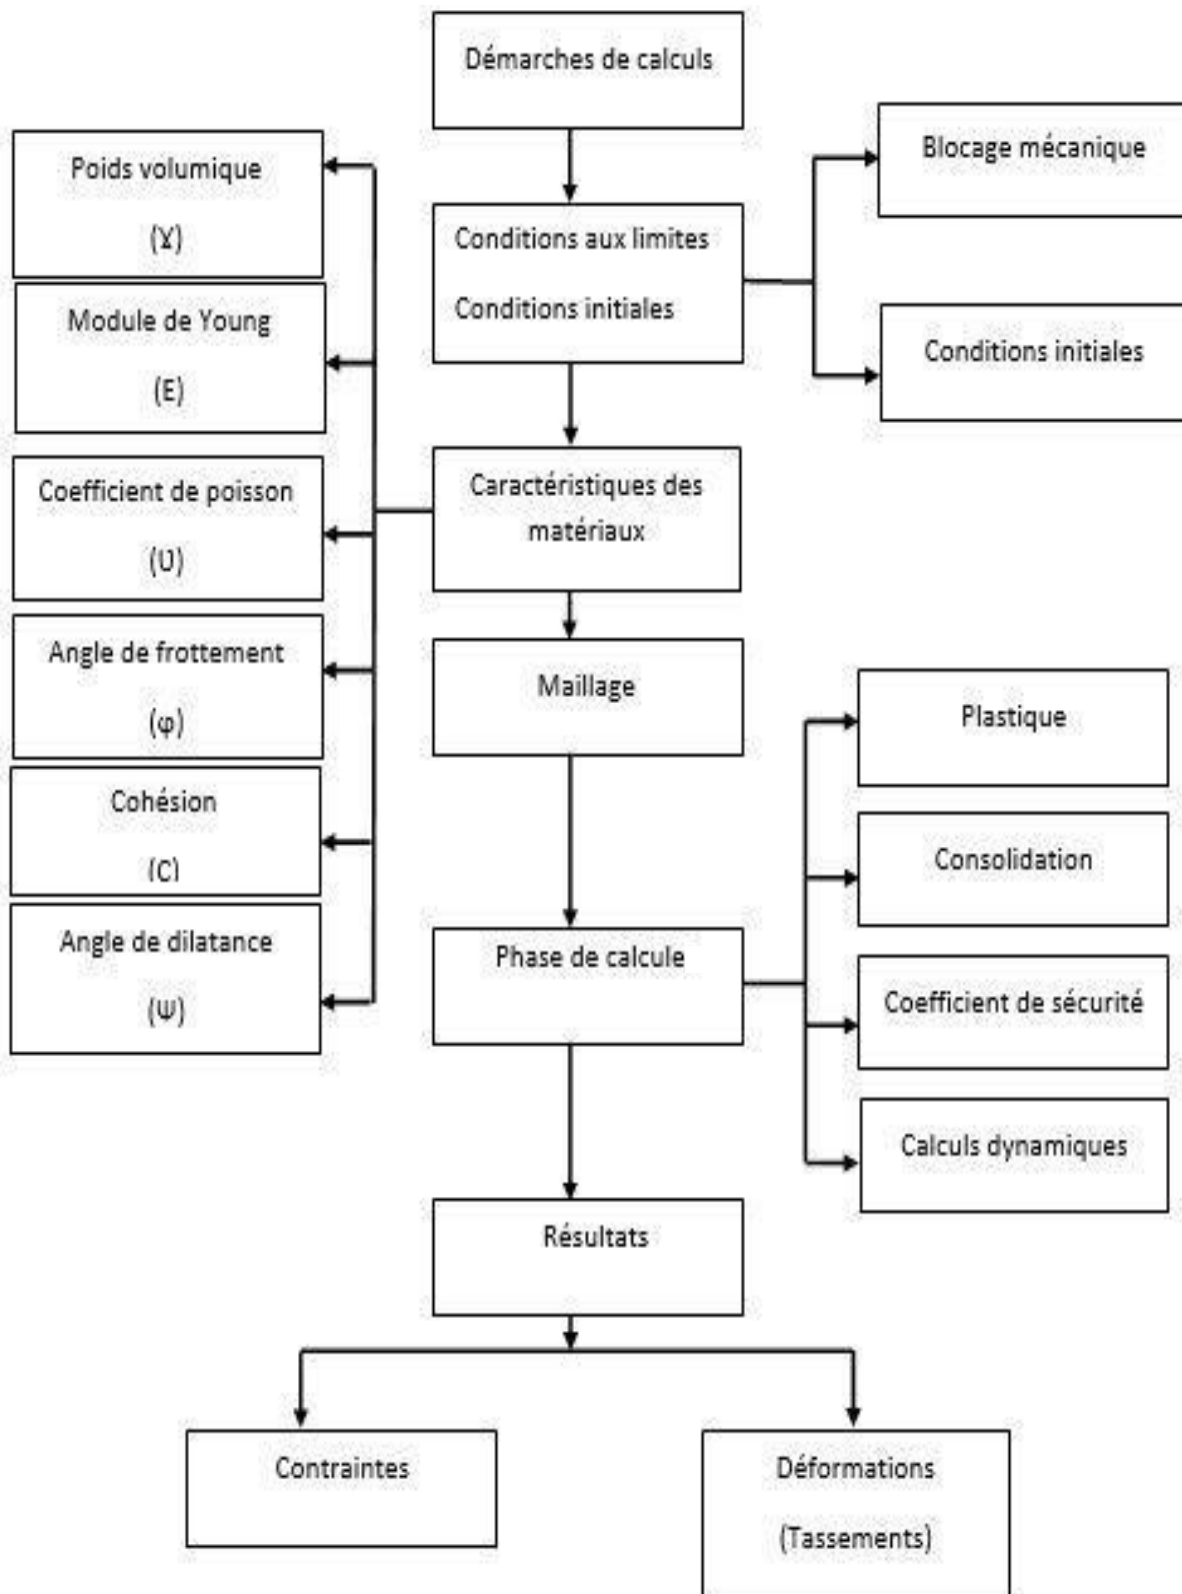 Démarches de calculs
Blocage mécanique
Poids volumique
(Ɣ)
Conditions aux limites
Conditions initiales
Conditions initiales
Module de Young
(E)
Caractéristiques des
matériaux
Coefficient de poisson
(Ʋ)
Angle de frottement
(φ)
Maillage
Plastique
Cohésion
(C)
Consolidation
Angle de dilatance
(Ψ)
Phase de calcule
Coefficient de sécurité
Calculs dynamiques
Résultats
Contraintes
Déformations
(Tassements)